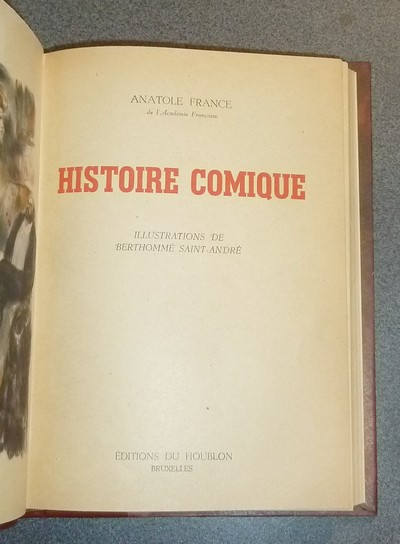 ANATOLE FRANCE
de l'Académie Française
HISTOIRE COMIQUE
ILLUSTRATIONS DE
BERTHOMMÉ SAINT-ANDRÉ
ÉDITIONS DU HOUBLON
BRUXELLES